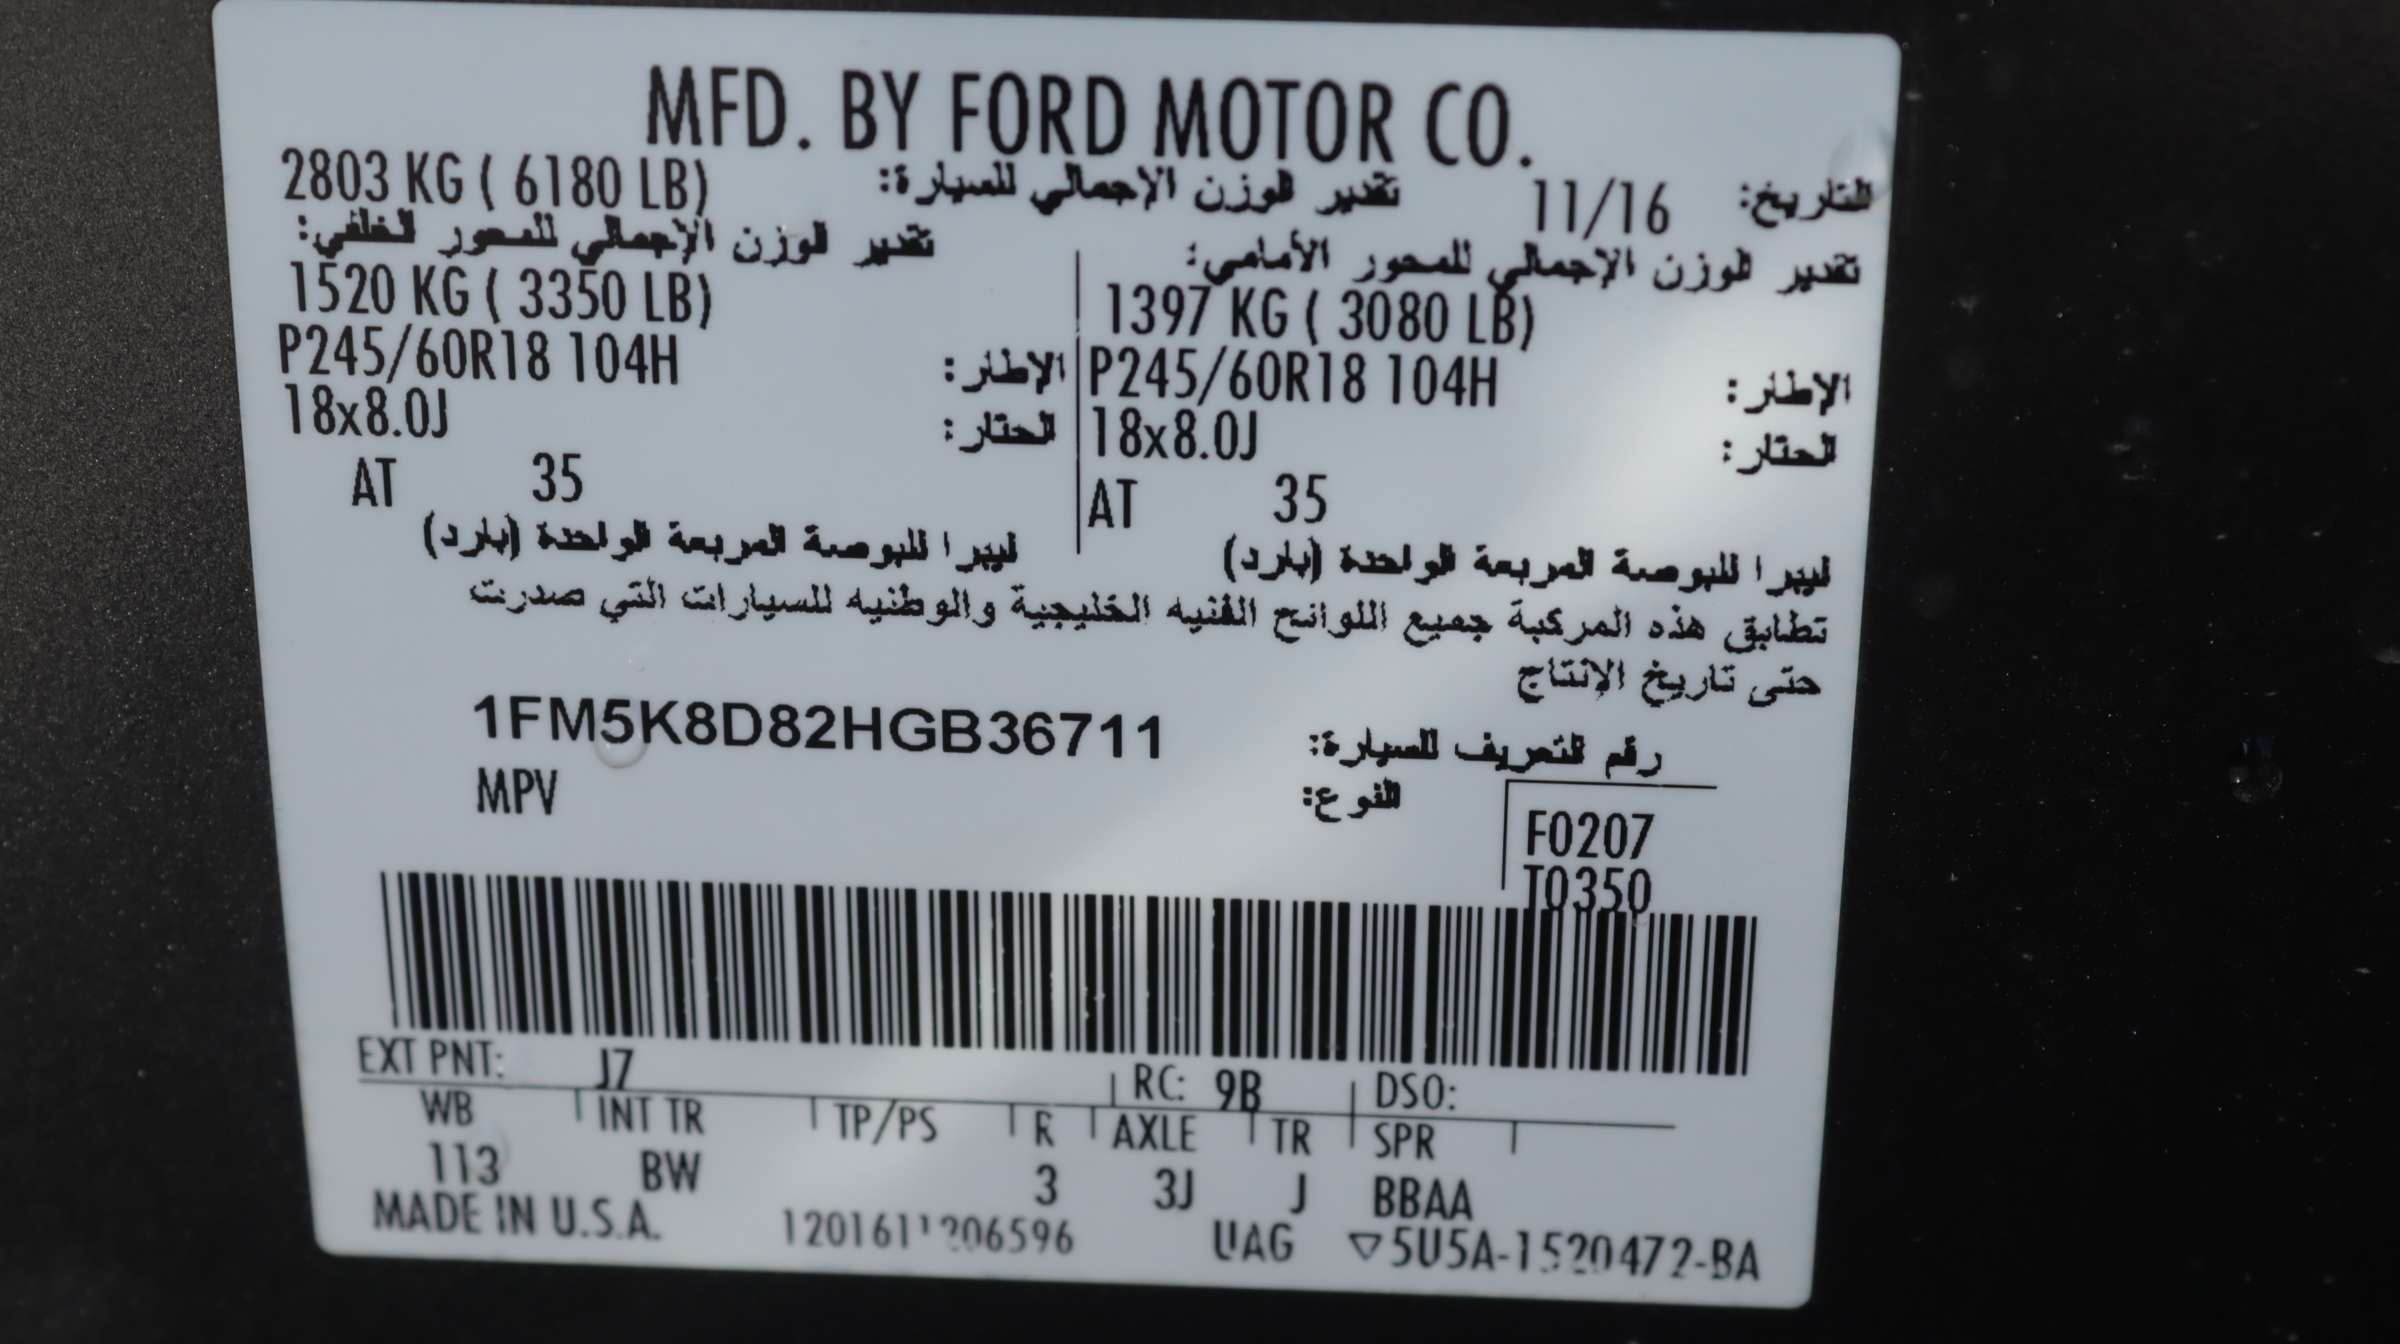 MFD. BY FORD MOTOR CO.
التاريخ: 11/16 تقدير الوزن الإجمالي للسيارة: 2803 KG ( 6180 LB)
تقدير الوزن الإجمالي للمحور الأمامي: تقدير الوزن الإجمالي للمحور الخلفي:
1397 KG ( 3080 LB) 1520 KG ( 3350 LB)
الإطار: P245/60R18 104H الإطار: P245/60R18 104H
الحتار: 18x8.0J الحتار: 18x8.0J
AT 35 AT 35
ليبرا للبوصة المربعة الواحدة (بارد) ليبرا للبوصة المربعة الواحدة (بارد)
تطابق هذه المركبة جميع اللوائح الفنيه الخليجية والوطنيه للسيارات التي صدرت
حتى تاريخ الإنتاج
رقم التعريف للسيارة: 1FM5K8D82HGB36711
النوع: MPV
F0207
T0350
EXT PNT: J7 RC: 9B DSO:
WB INT TR TP/PS R AXLE TR SPR
113 BW 3 3J J BBAA
MADE IN U.S.A. UAG ▽5U5A-1520472-BA